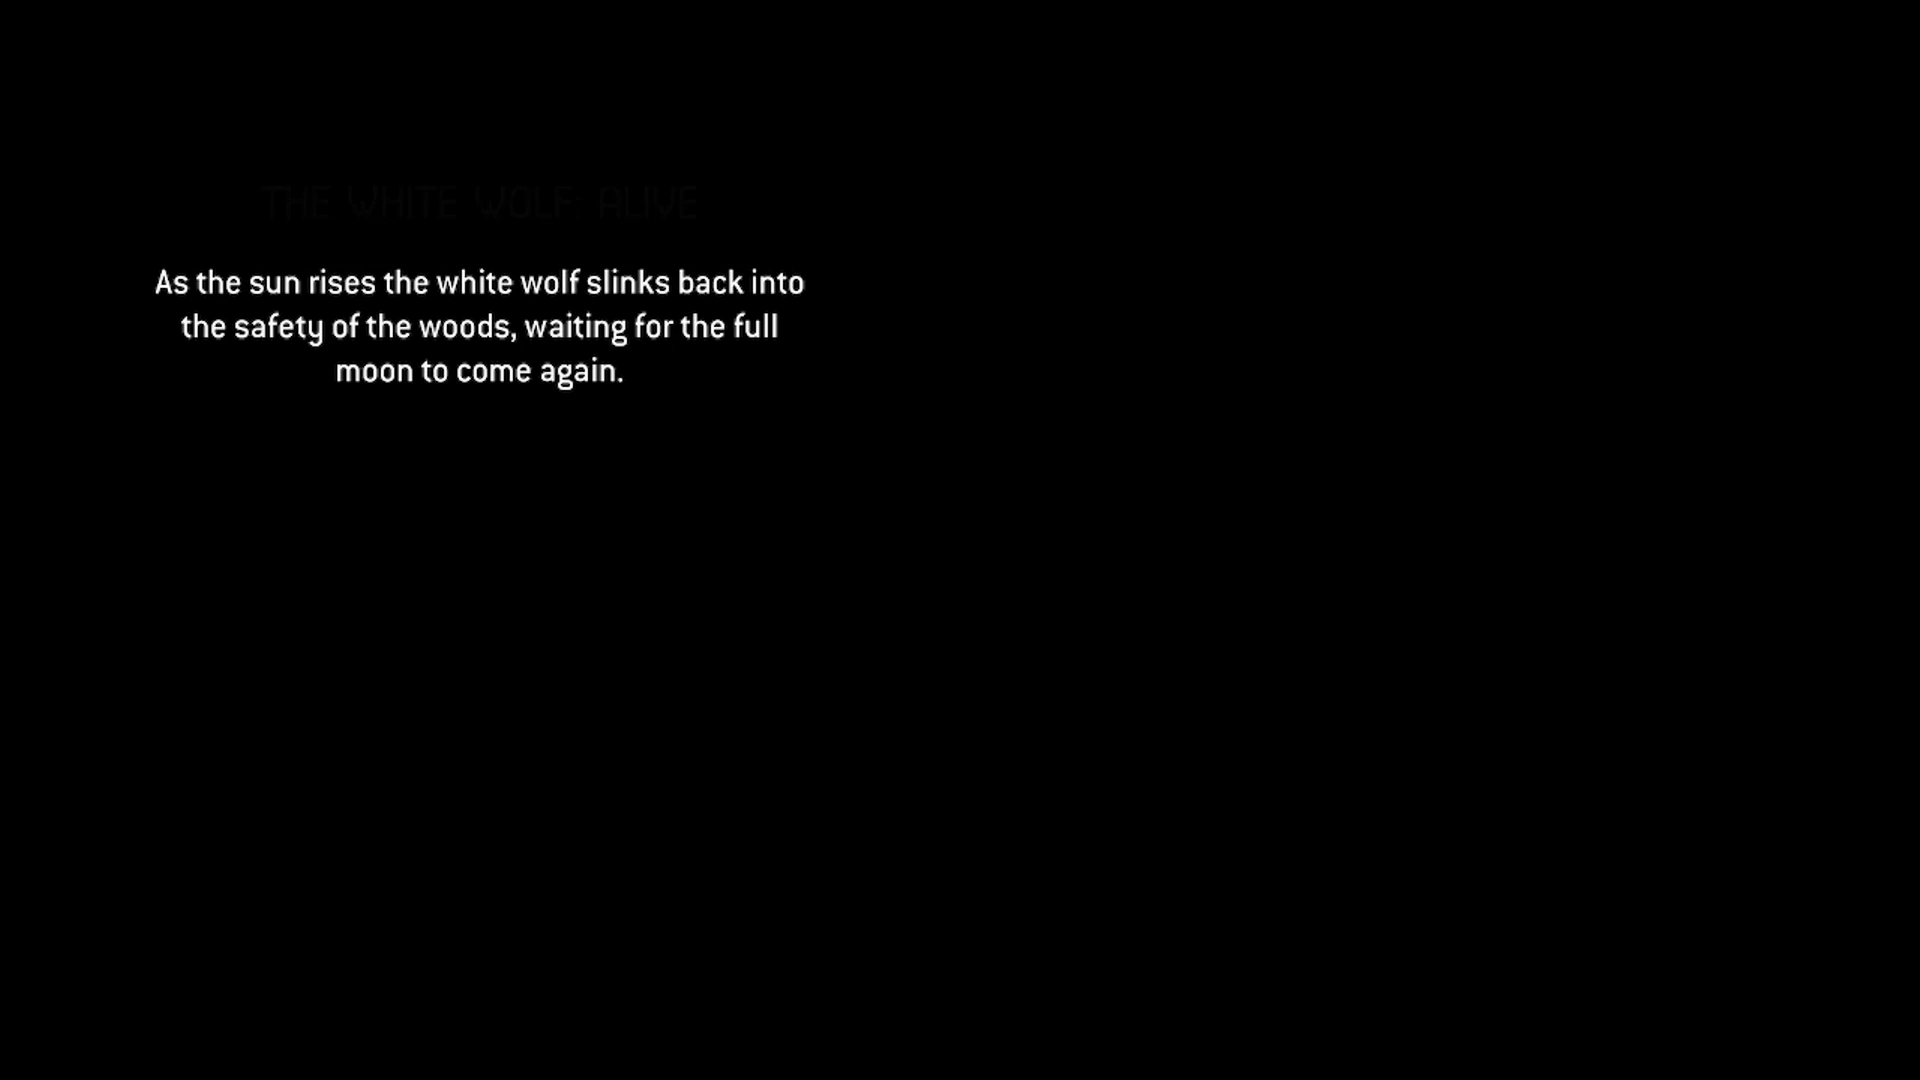 THE WHITE WOLF: ALIVE
As the sun rises the white wolf slinks back into
the safety of the woods, waiting for the full
moon to come again.